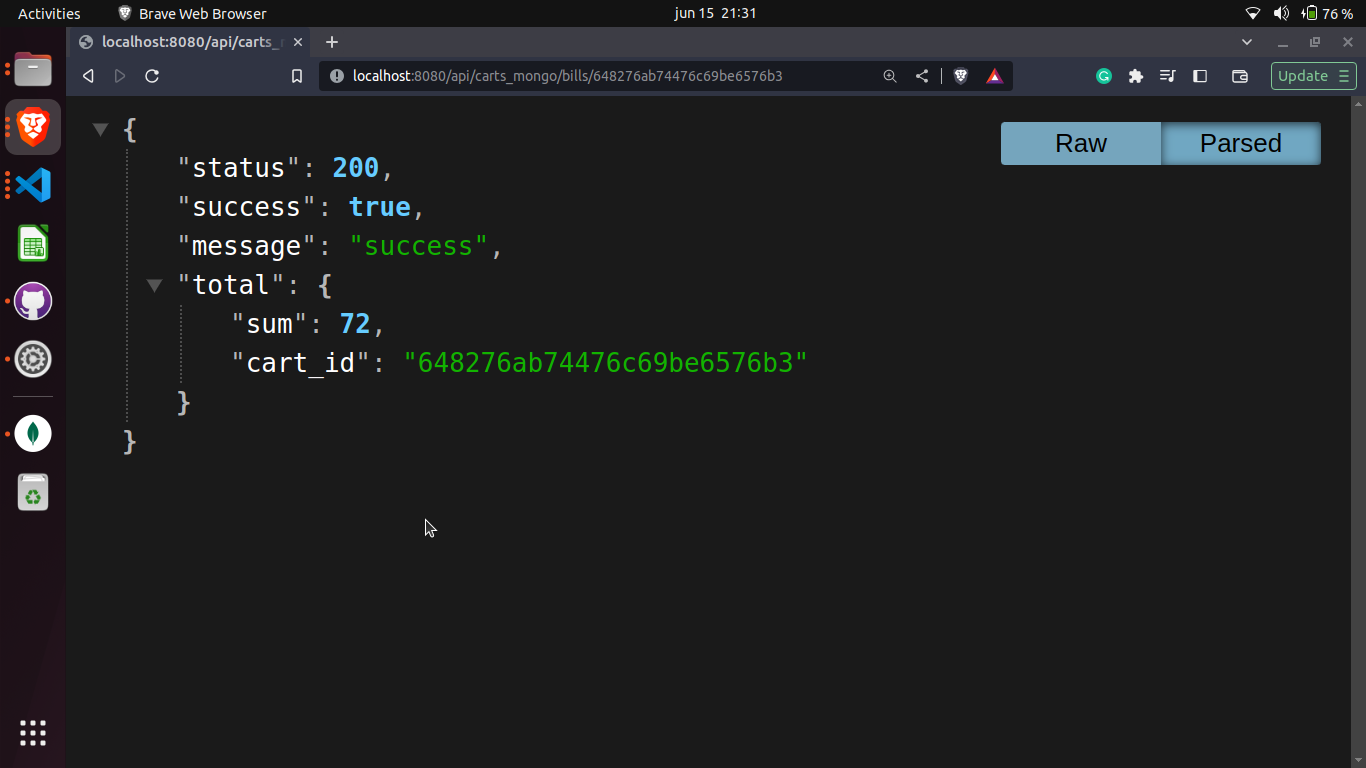 Activities Brave Web Browser jun 15 21:31 76 %
localhost:8080/api/carts_
localhost:8080/api/carts_mongo/bills/648276ab74476c69be6576b3 Update
Raw Parsed
{
"status": 200,
"success": true,
"message": "success",
"total": {
"sum": 72,
"cart_id": "648276ab74476c69be6576b3"
}
}